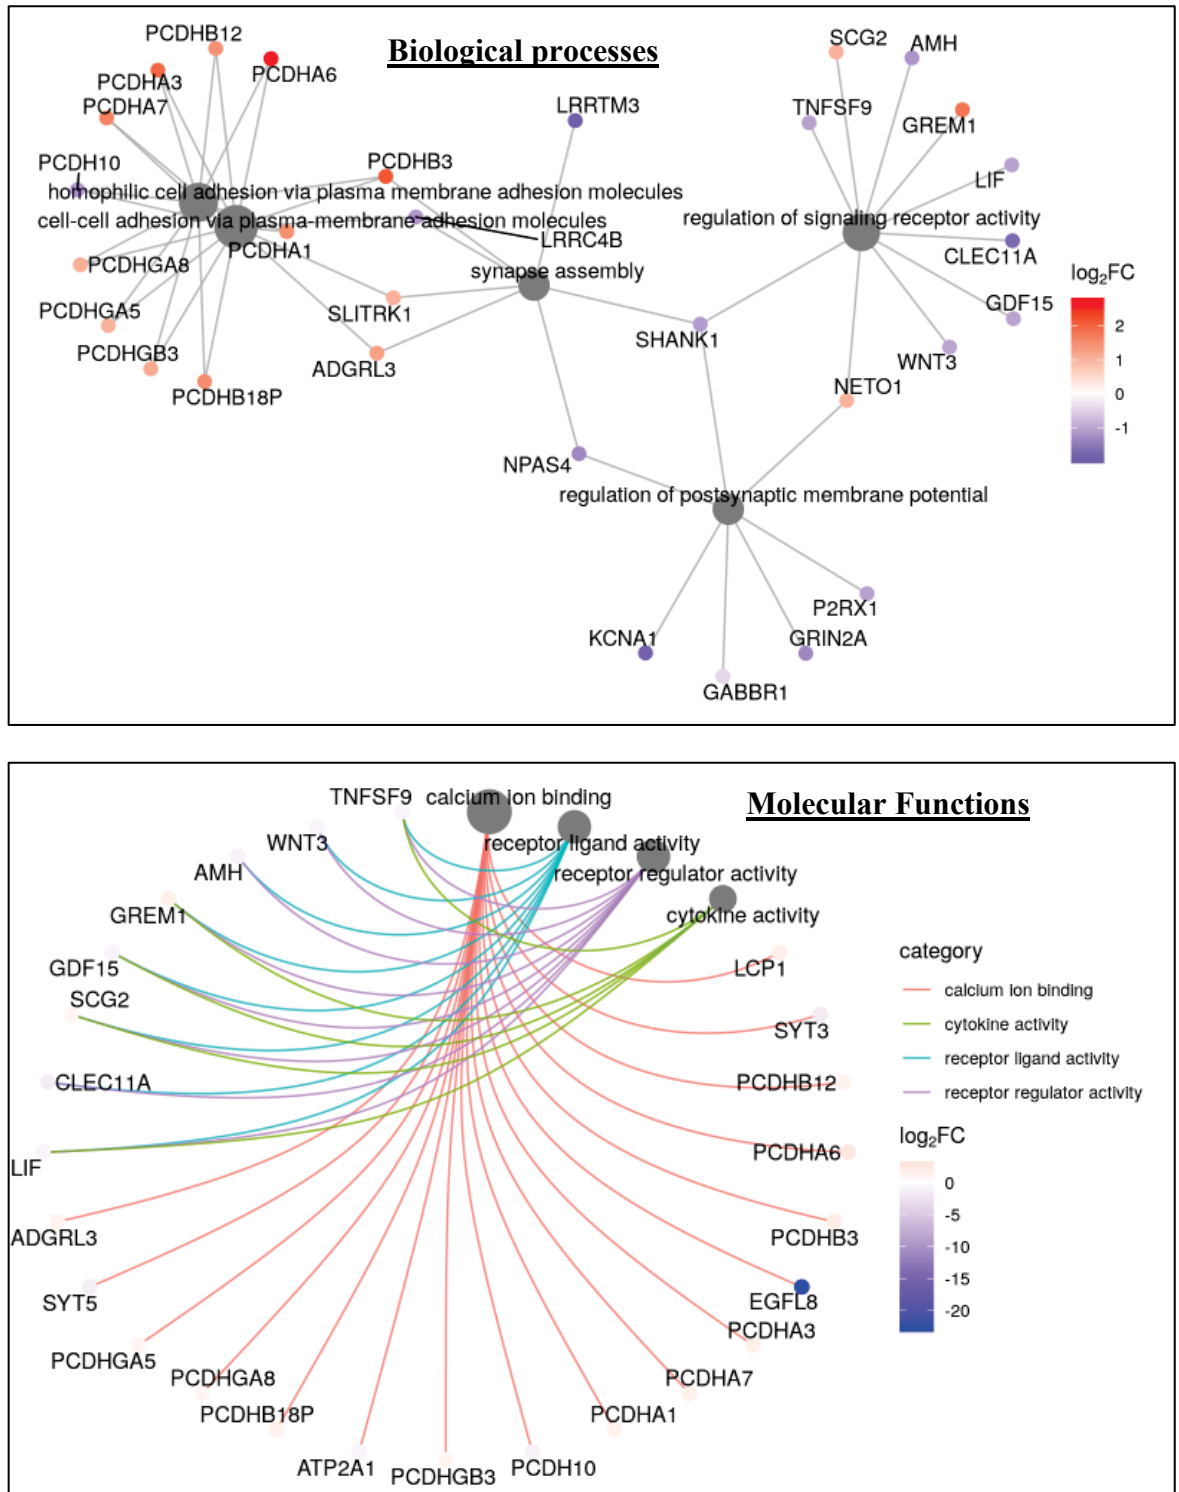 Biological processes
PCDHB12
PCDHA3
PCDHA6
PCDHA7
PCDH10
PCDHB3
LRRTM3
homophilic cell adhesion via plasma membrane adhesion molecules
cell-cell adhesion via plasma-membrane adhesion molecules
LRRC4B
PCDHA1
PCDHGA8
synapse assembly
SLITRK1
PCDHGA5
PCDHGB3
ADGRL3
PCDHB18P
SHANK1
NPAS4
SCG2
AMH
TNFSF9
GREM1
LIF
regulation of signaling receptor activity
CLEC11A
GDF15
WNT3
NETO1
regulation of postsynaptic membrane potential
P2RX1
KCNA1
GRIN2A
GABBR1
log2FC
2
1
0
-1
Molecular Functions
TNFSF9
calcium ion binding
WNT3
receptor ligand activity
AMH
receptor regulator activity
GREM1
cytokine activity
GDF15
LCP1
SCG2
SYT3
CLEC11A
PCDHB12
LIF
PCDHA6
ADGRL3
PCDHB3
SYT5
EGFL8
PCDHA3
PCDHGA5
PCDHGA8
PCDHA7
PCDHB18P
PCDHA1
ATP2A1
PCDHGB3
PCDH10
category
calcium ion binding
cytokine activity
receptor ligand activity
receptor regulator activity
log2FC
0
-5
-10
-15
-20